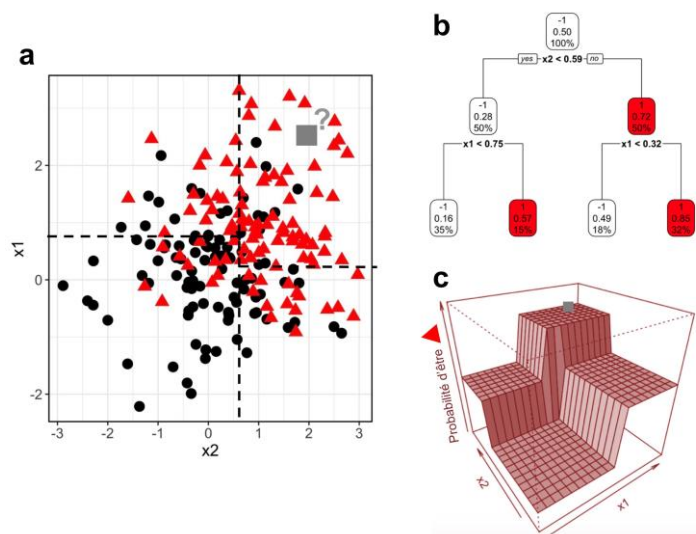 a
?
2
0
-2
x1
-3
-2
-1
0
1
2
3
x2
b
-1
0.50
100%
yes x2 < 0.59 no
-1
0.28
50%
x1 < 0.75
1
0.72
50%
x1 < 0.32
-1
0.16
35%
1
0.57
15%
-1
0.49
18%
1
0.85
32%
c
Probabilité d'être
x2
x1